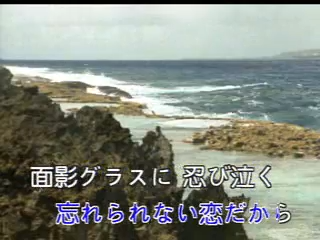 面影グラスに 忍び泣く
忘れられない恋だから